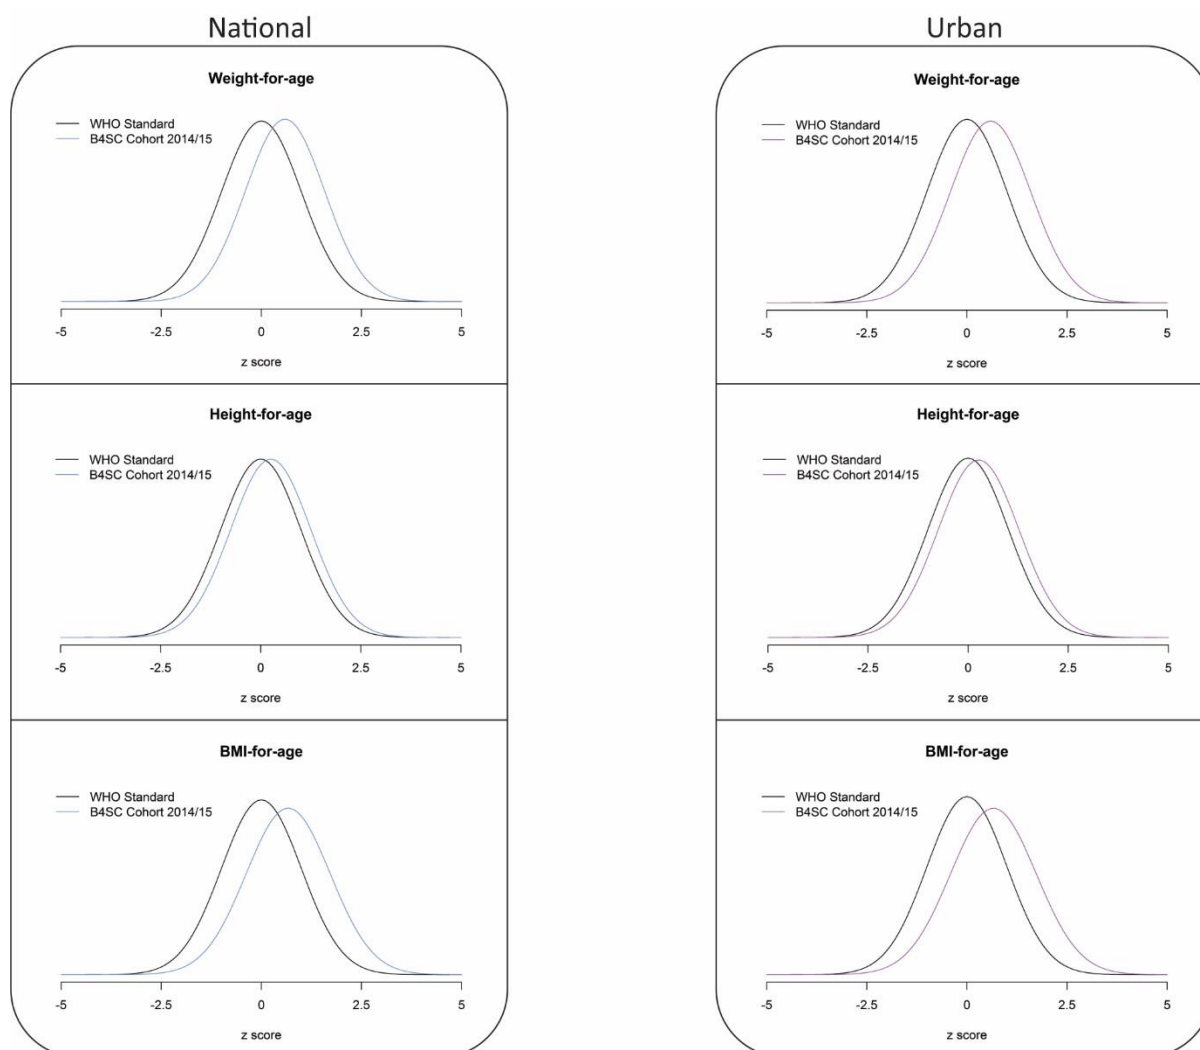 National
Weight-for-age
WHO Standard
B4SC Cohort 2014/15
-5 -2.5 0 2.5 5
z score
Height-for-age
WHO Standard
B4SC Cohort 2014/15
-5 -2.5 0 2.5 5
z score
BMI-for-age
WHO Standard
B4SC Cohort 2014/15
-5 -2.5 0 2.5 5
z score
Urban
Weight-for-age
WHO Standard
B4SC Cohort 2014/15
-5 -2.5 0 2.5 5
z score
Height-for-age
WHO Standard
B4SC Cohort 2014/15
-5 -2.5 0 2.5 5
z score
BMI-for-age
WHO Standard
B4SC Cohort 2014/15
-5 -2.5 0 2.5 5
z score